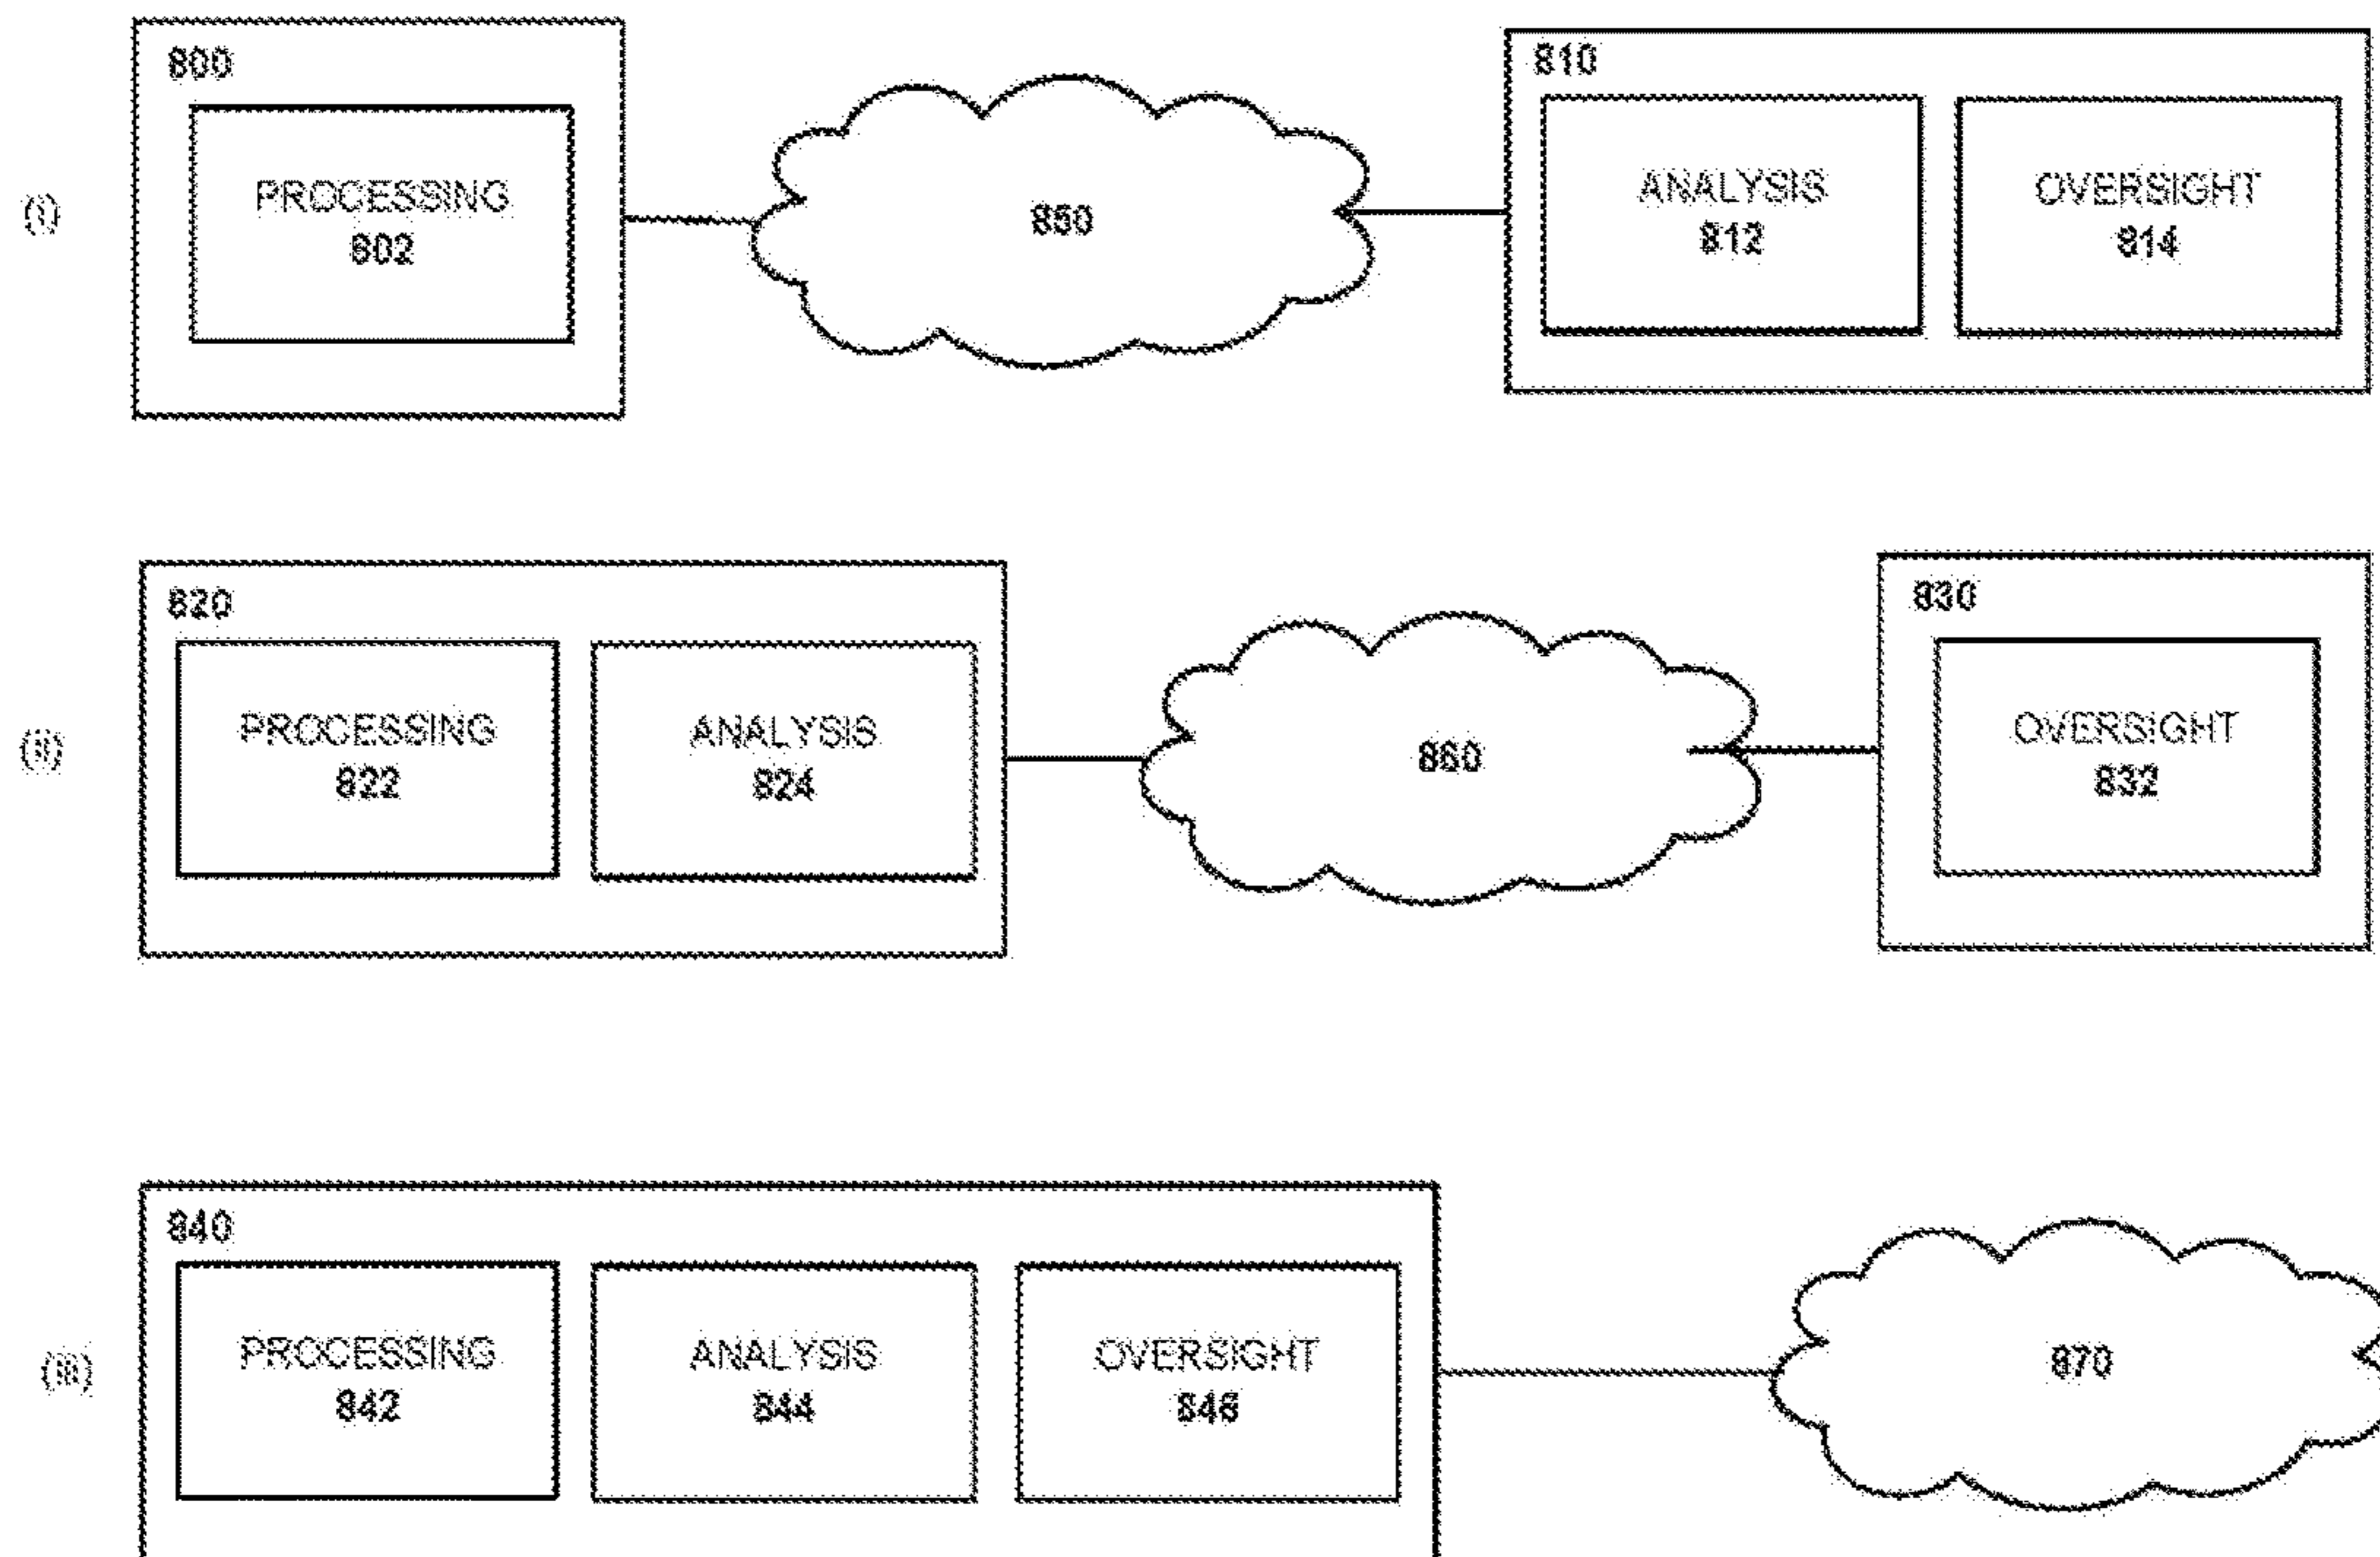 800
810
PROCESSING
802
850
ANALYSIS
812
OVERSIGHT
814
(i)
820
830
PROCESSING
822
ANALYSIS
824
860
OVERSIGHT
832
(ii)
840
PROCESSING
842
ANALYSIS
844
OVERSIGHT
846
870
(iii)